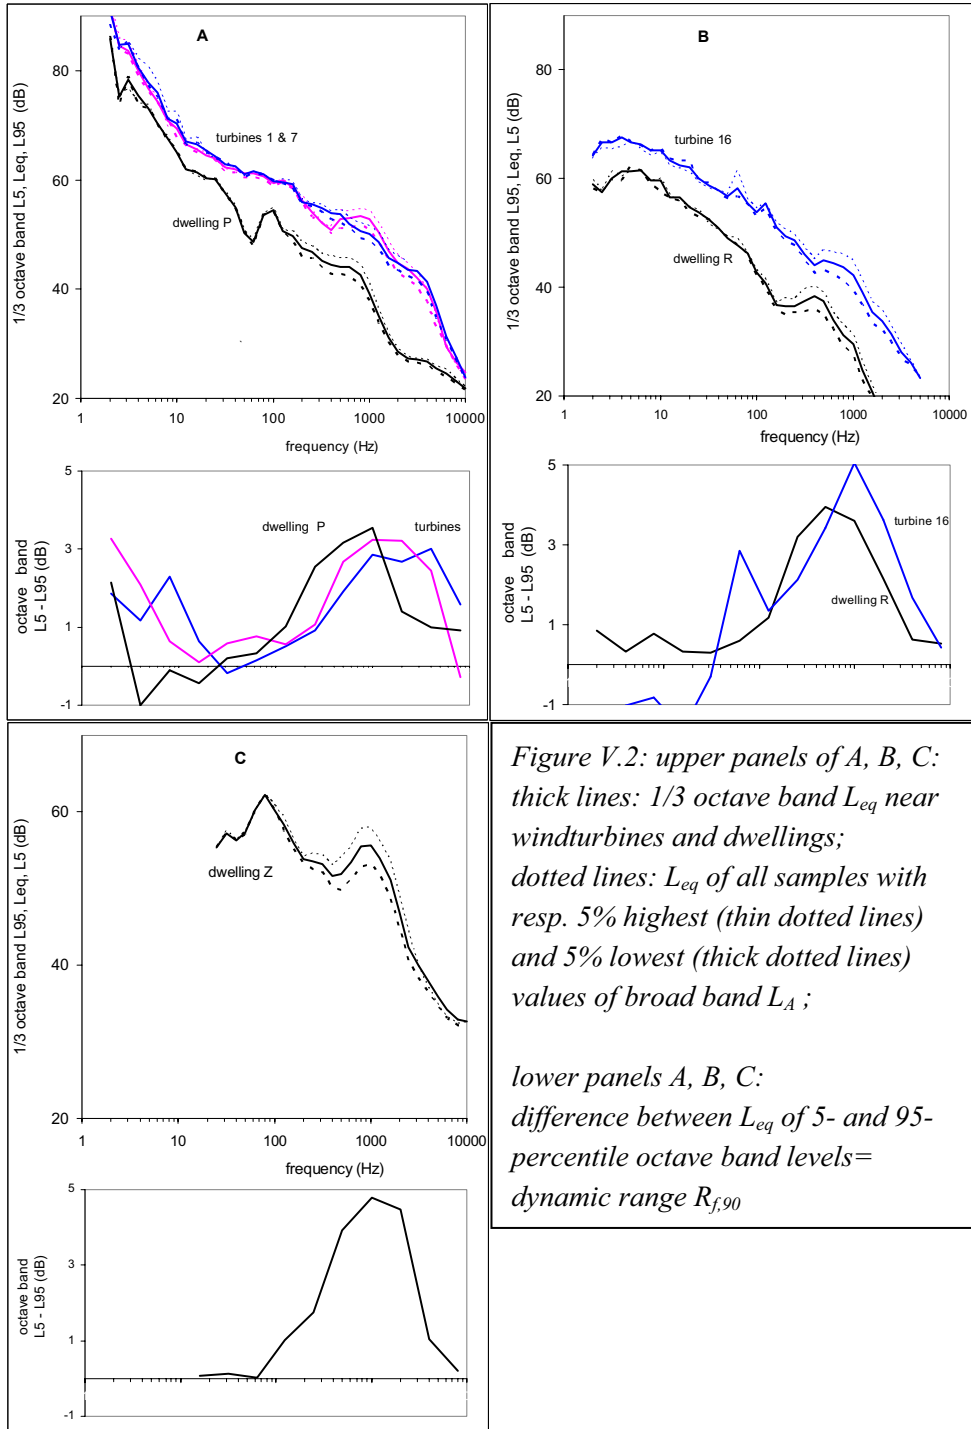 A
1/3 octave band L5, Leq, L95 (dB)
80
60
40
20
turbines 1 & 7
dwelling P
1 10 100 1000 10000
frequency (Hz)
octave band
L5 - L95 (dB)
5
3
1
-1
dwelling P
turbines
B
1/3 octave band L95, Leq, L5 (dB)
80
60
40
20
turbine 16
dwelling R
1 10 100 1000 10000
frequency (Hz)
octave band
L5 - L95 (dB)
5
3
1
-1
turbine 16
dwelling R
C
1/3 octave band L95, Leq, L5 (dB)
60
40
20
dwelling Z
1 10 100 1000 10000
frequency (Hz)
octave band
L5 - L95 (dB)
5
3
1
-1
Figure V.2: upper panels of A, B, C:
thick lines: 1/3 octave band Leq near
windturbines and dwellings;
dotted lines: Leq of all samples with
resp. 5% highest (thin dotted lines)
and 5% lowest (thick dotted lines)
values of broad band LA ;
lower panels A, B, C:
difference between Leq of 5- and 95-
percentile octave band levels=
dynamic range Rf,90